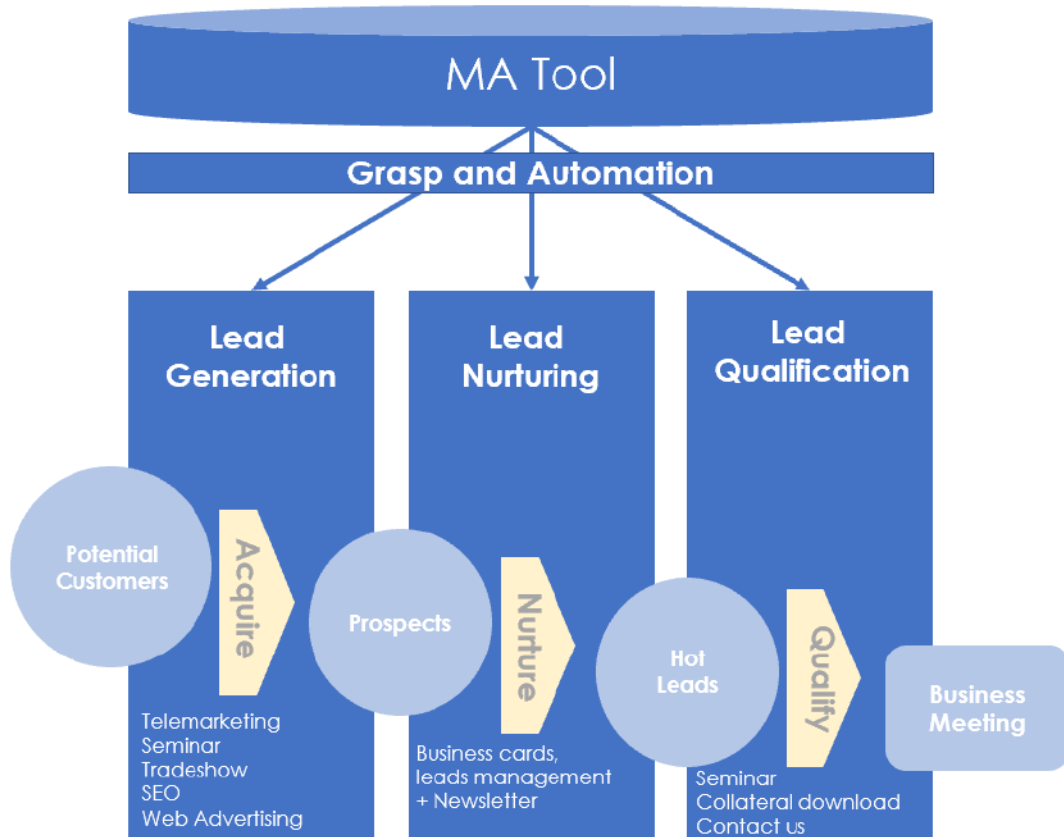 MA Tool
Grasp and Automation
Lead
Generation
Lead
Nurturing
Lead
Qualification
Potential
Customers
Acquire
Prospects
Nurture
Hot
Leads
Qualify
Business
Meeting
Telemarketing
Seminar
Tradeshow
SEO
Web Advertising
Business cards,
leads management
+ Newsletter
Seminar
Collateral download
Contact us